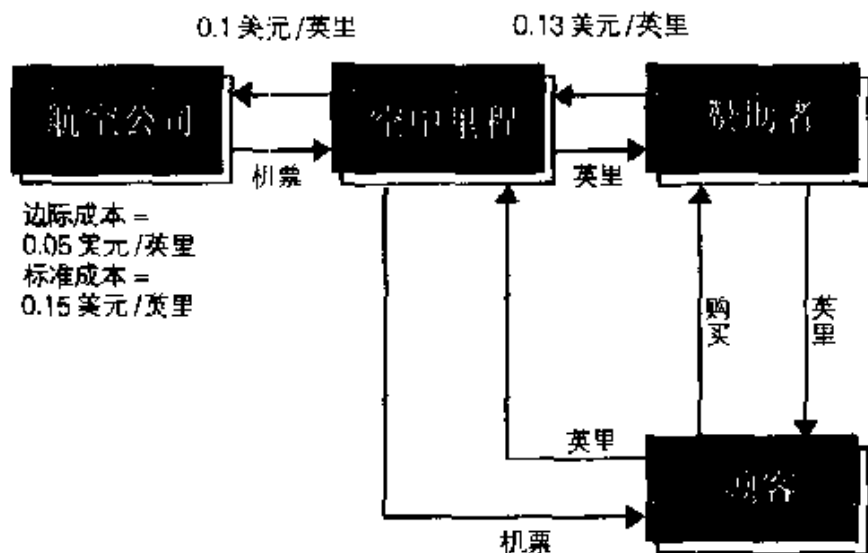 0.1 美元/英里
0.13 美元/英里
航空公司
空中里程
赞助者
机票
英里
边际成本 =
0.05 美元/英里
标准成本 =
0.15 美元/英里
购买
英里
英里
顾客
机票